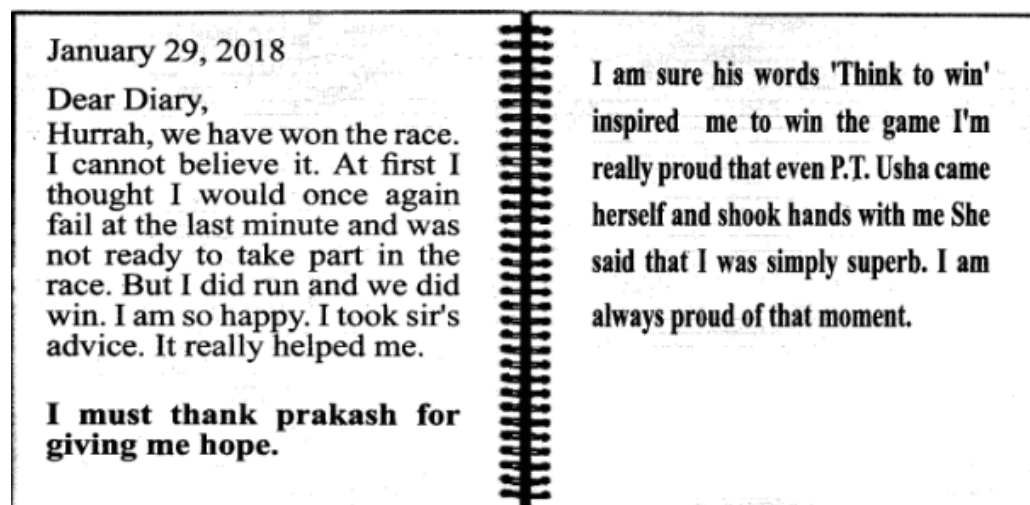 January 29, 2018
Dear Diary,
Hurrah, we have won the race.
I cannot believe it. At first I
thought I would once again
fail at the last minute and was
not ready to take part in the
race. But I did run and we did
win. I am so happy. I took sir's
advice. It really helped me.
I must thank prakash for
giving me hope.
I am sure his words 'Think to win'
inspired me to win the game I'm
really proud that even P.T. Usha came
herself and shook hands with me She
said that I was simply superb. I am
always proud of that moment.